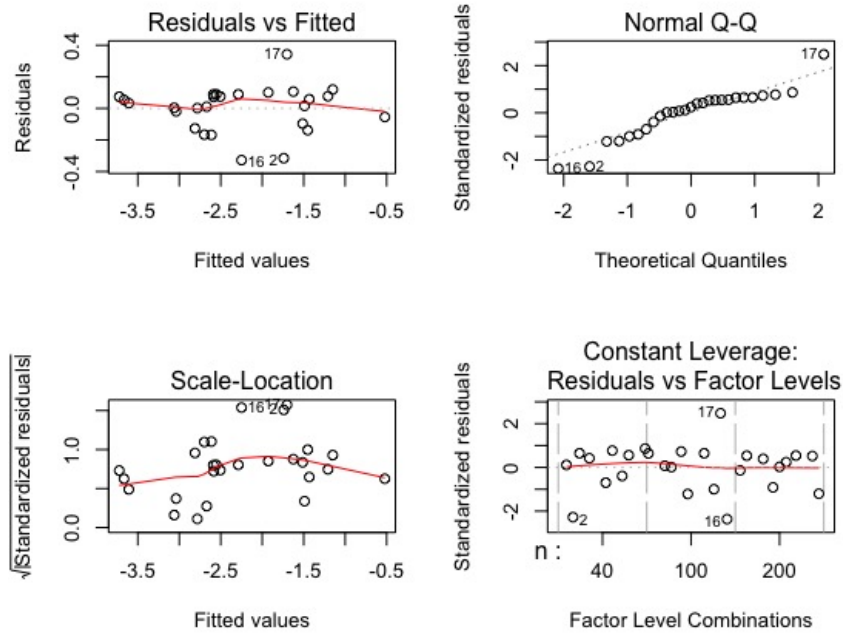 Residuals vs Fitted
Residuals
0.4
0.0
-0.4
17
16
2
-3.5 -2.5 -1.5 -0.5
Fitted values
Normal Q-Q
Standardized residuals
2
0
-2
17
16
2
-2 -1 0 1 2
Theoretical Quantiles
Scale-Location
√|Standardized residuals|
1.0
0.0
16
17
2
-3.5 -2.5 -1.5 -0.5
Fitted values
Constant Leverage:
Residuals vs Factor Levels
Standardized residuals
2
0
-2
17
2
16
n :
40 100 200
Factor Level Combinations